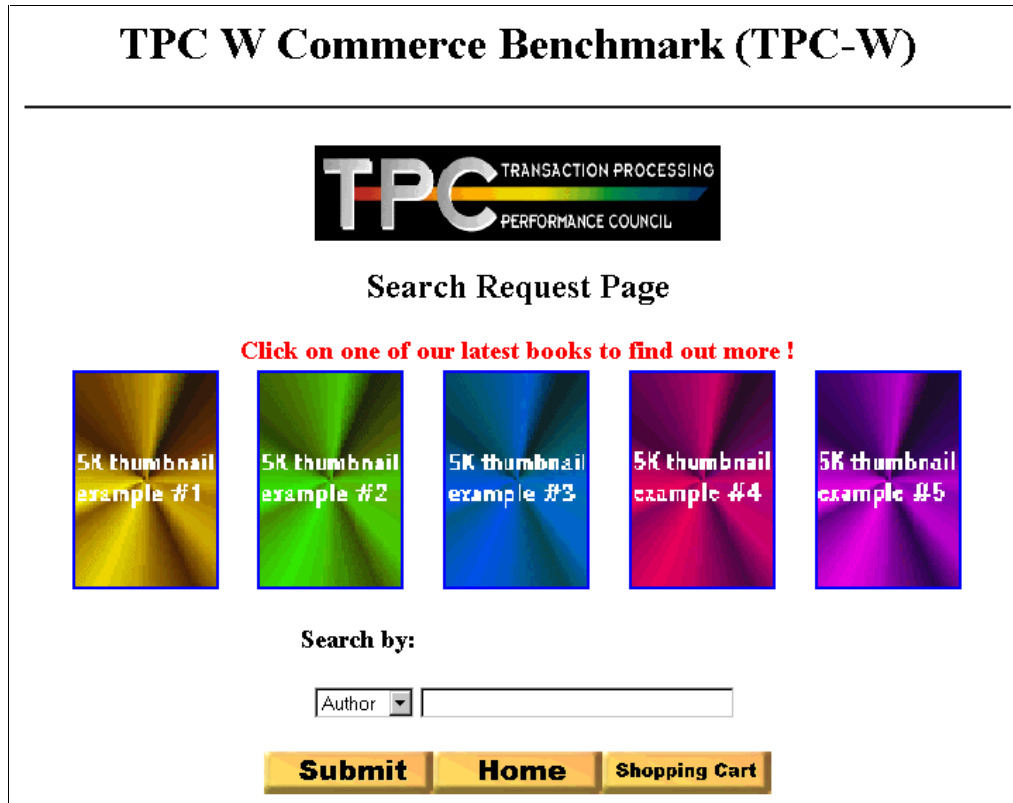 TPC W Commerce Benchmark (TPC-W)
TPC TRANSACTION PROCESSING
PERFORMANCE COUNCIL
Search Request Page
Click on one of our latest books to find out more !
5K thumbnail 5K thumbnail 5K thumbnail 5K thumbnail 5K thumbnail
example #1 example #2 example #3 example #4 example #5
Search by:
Author
Submit Home Shopping Cart